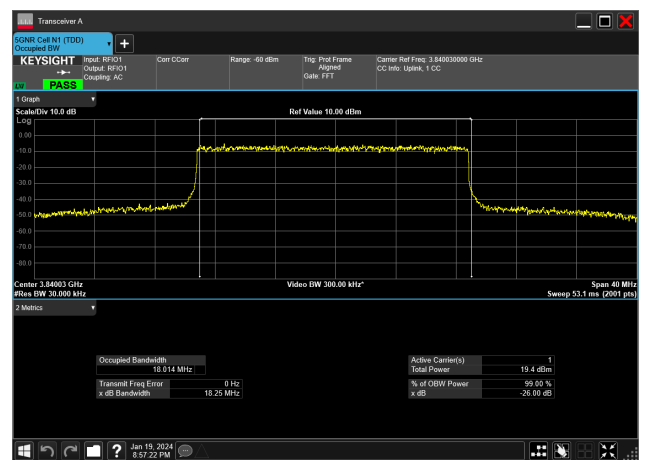 Transceiver A
5GNR Cell N1 (TDD)
Occupied BW
KEYSIGHT
LV
PASS
Input: RFIO1
Output: RFIO1
Coupling: AC
Corr CCorr
Range: -60 dBm
Trig: Prot Frame
Aligned
Gate: FFT
Carrier Ref Freq: 3.840030000 GHz
CC Info: Uplink, 1 CC
1 Graph
Scale/Div 10.0 dB
Ref Value 10.00 dBm
Log
0.00
-10.0
-20.0
-30.0
-40.0
-50.0
-60.0
-70.0
-80.0
Center 3.84003 GHz
Video BW 300.00 kHz*
Span 40 MHz
#Res BW 30.000 kHz
Sweep 53.1 ms (2001 pts)
2 Metrics
Occupied Bandwidth
18.014 MHz
Transmit Freq Error 0 Hz
x dB Bandwidth 18.25 MHz
Active Carrier(s) 1
Total Power 19.4 dBm
% of OBW Power 99.00 %
x dB -26.00 dB
Jan 19, 2024
8:57:22 PM